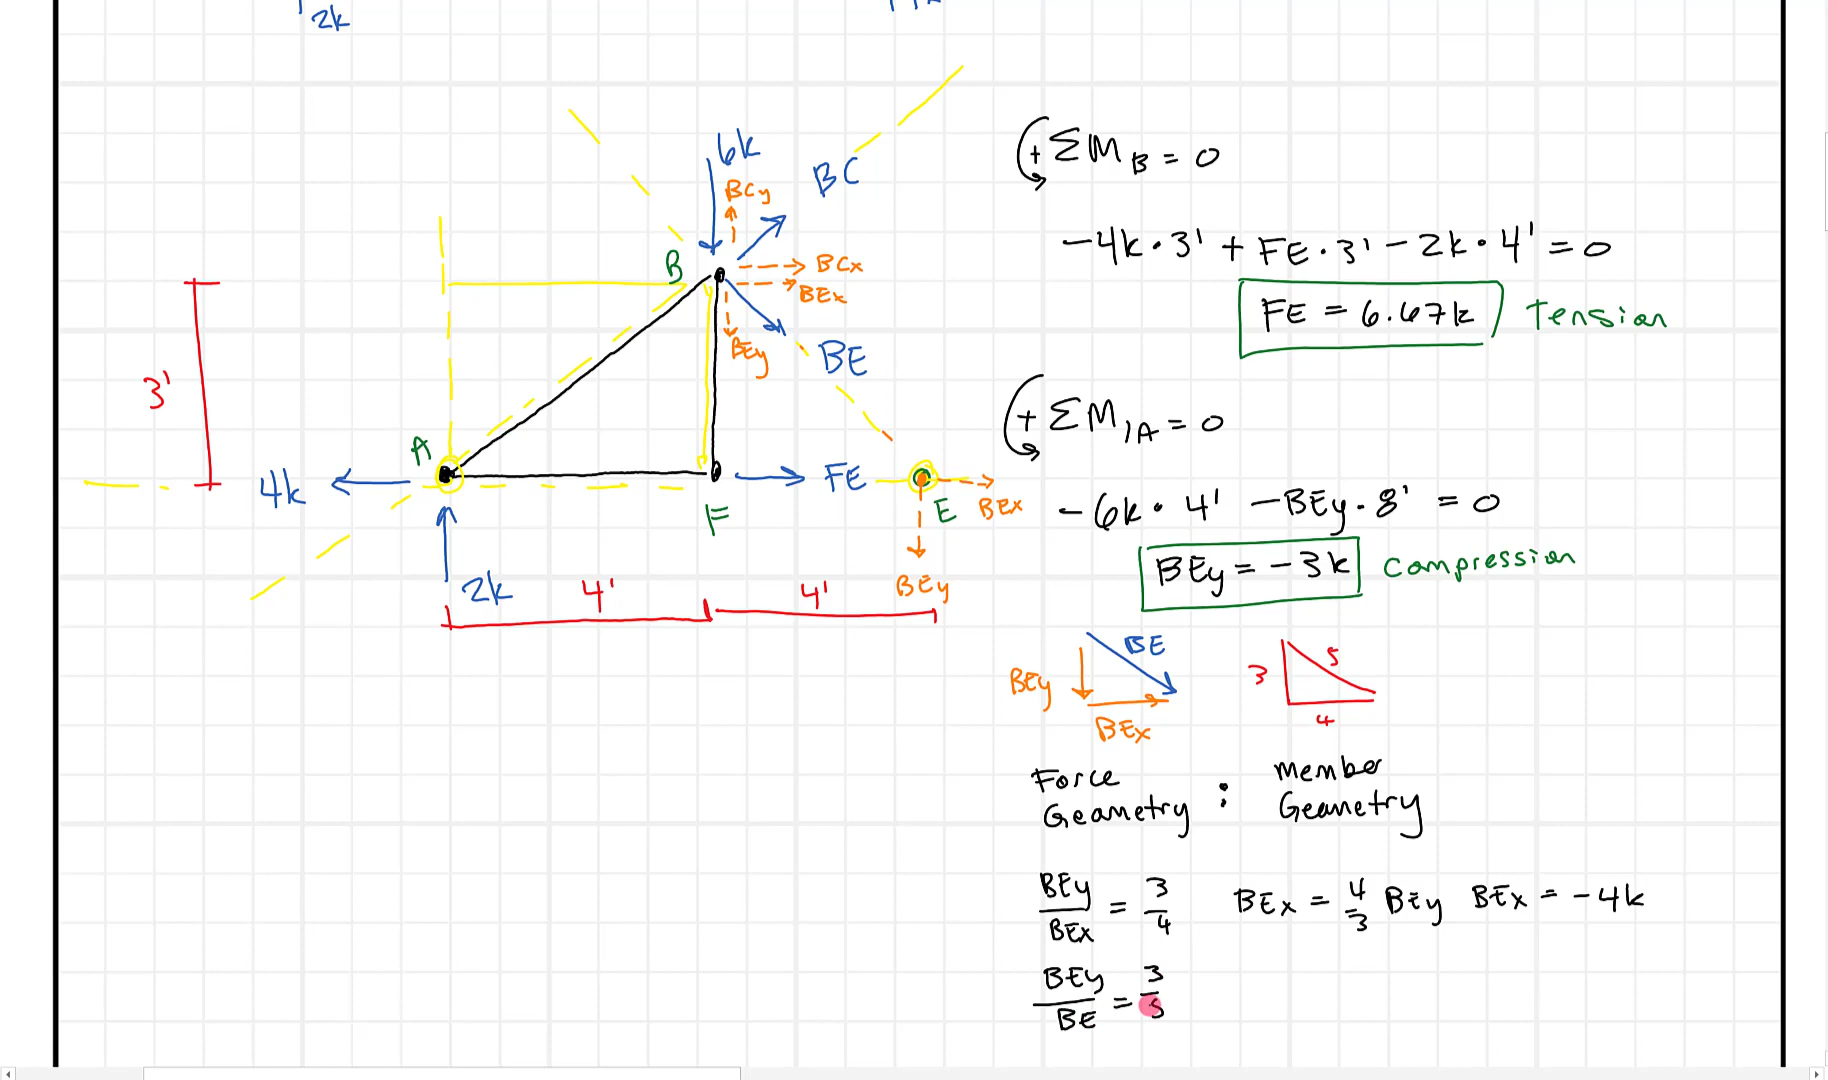 2k
6k
BCy
BC
B
BCx
BEx
BEy
BE
3'
A
4k
FE
E
BEx
F
2k
4'
4'
BEy
+ ΣM B = 0
-4k·3' + FE·3' - 2k·4' = 0
FE = 6.67k Tension
+ ΣM /A = 0
-6k·4' -BEy·8' = 0
BEy = -3k compression
BE
BEy
BEx
3
5
4
Force Geometry : Member Geometry
BEy/BEx = 3/4 BEx = 4/3 BEy BEx = -4k
BEy/BE = 3/5